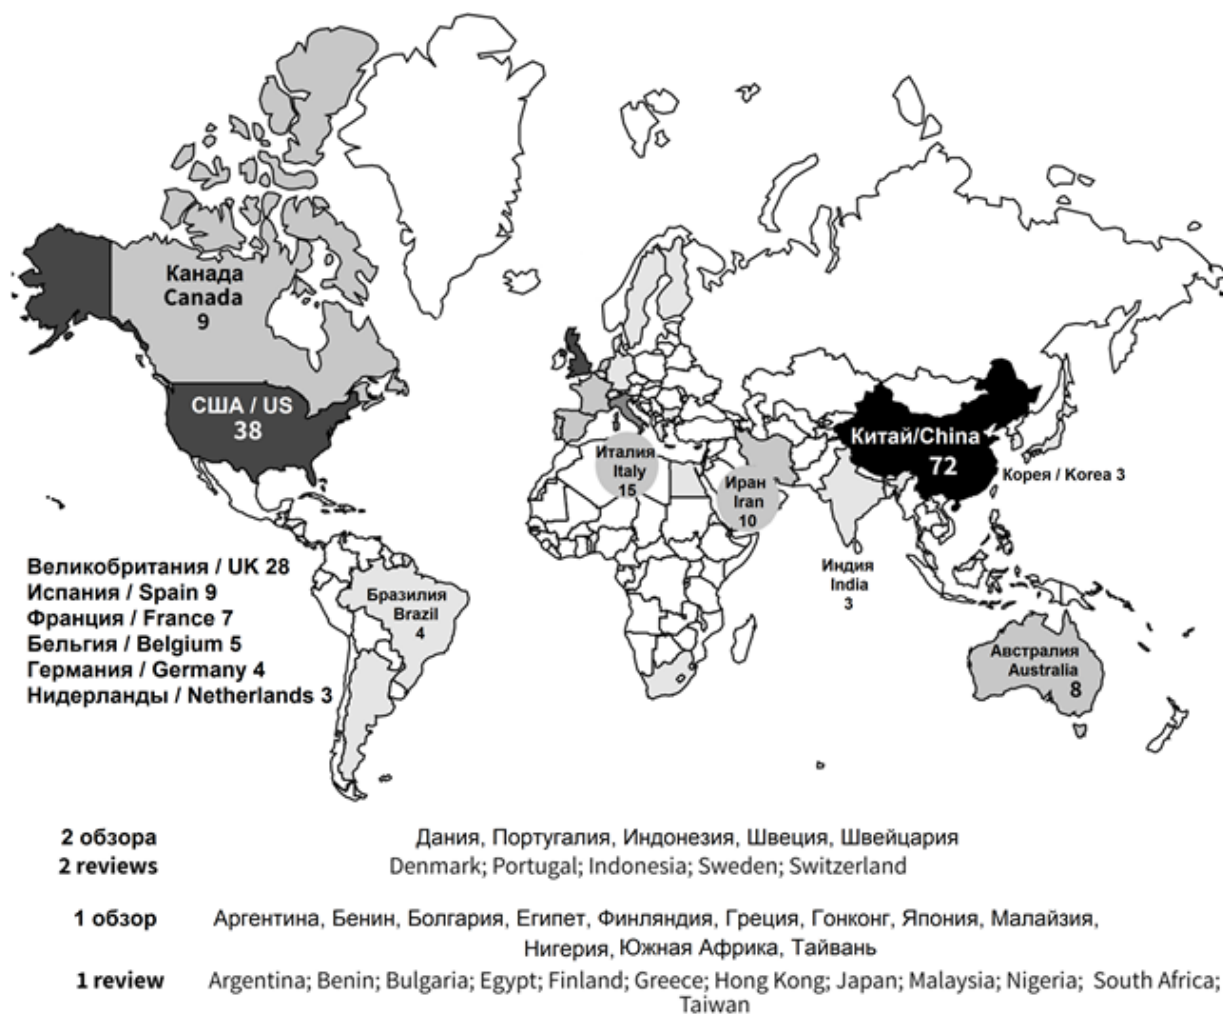 Канада
Canada
9
США / US
38
Китай/China
72
Италия
Italy
15
Иран
Iran
10
Корея / Korea 3
Индия
India
3
Великобритания / UK 28
Испания / Spain 9
Франция / France 7
Бельгия / Belgium 5
Германия / Germany 4
Нидерланды / Netherlands 3
Бразилия
Brazil
4
Австралия
Australia
8
2 обзора Дания, Португалия, Индонезия, Швеция, Швейцария
2 reviews Denmark; Portugal; Indonesia; Sweden; Switzerland
1 обзор Аргентина, Бенин, Болгария, Египет, Финляндия, Греция, Гонконг, Япония, Малайзия,
Нигерия, Южная Африка, Тайвань
1 review Argentina; Benin; Bulgaria; Egypt; Finland; Greece; Hong Kong; Japan; Malaysia; Nigeria; South Africa;
Taiwan